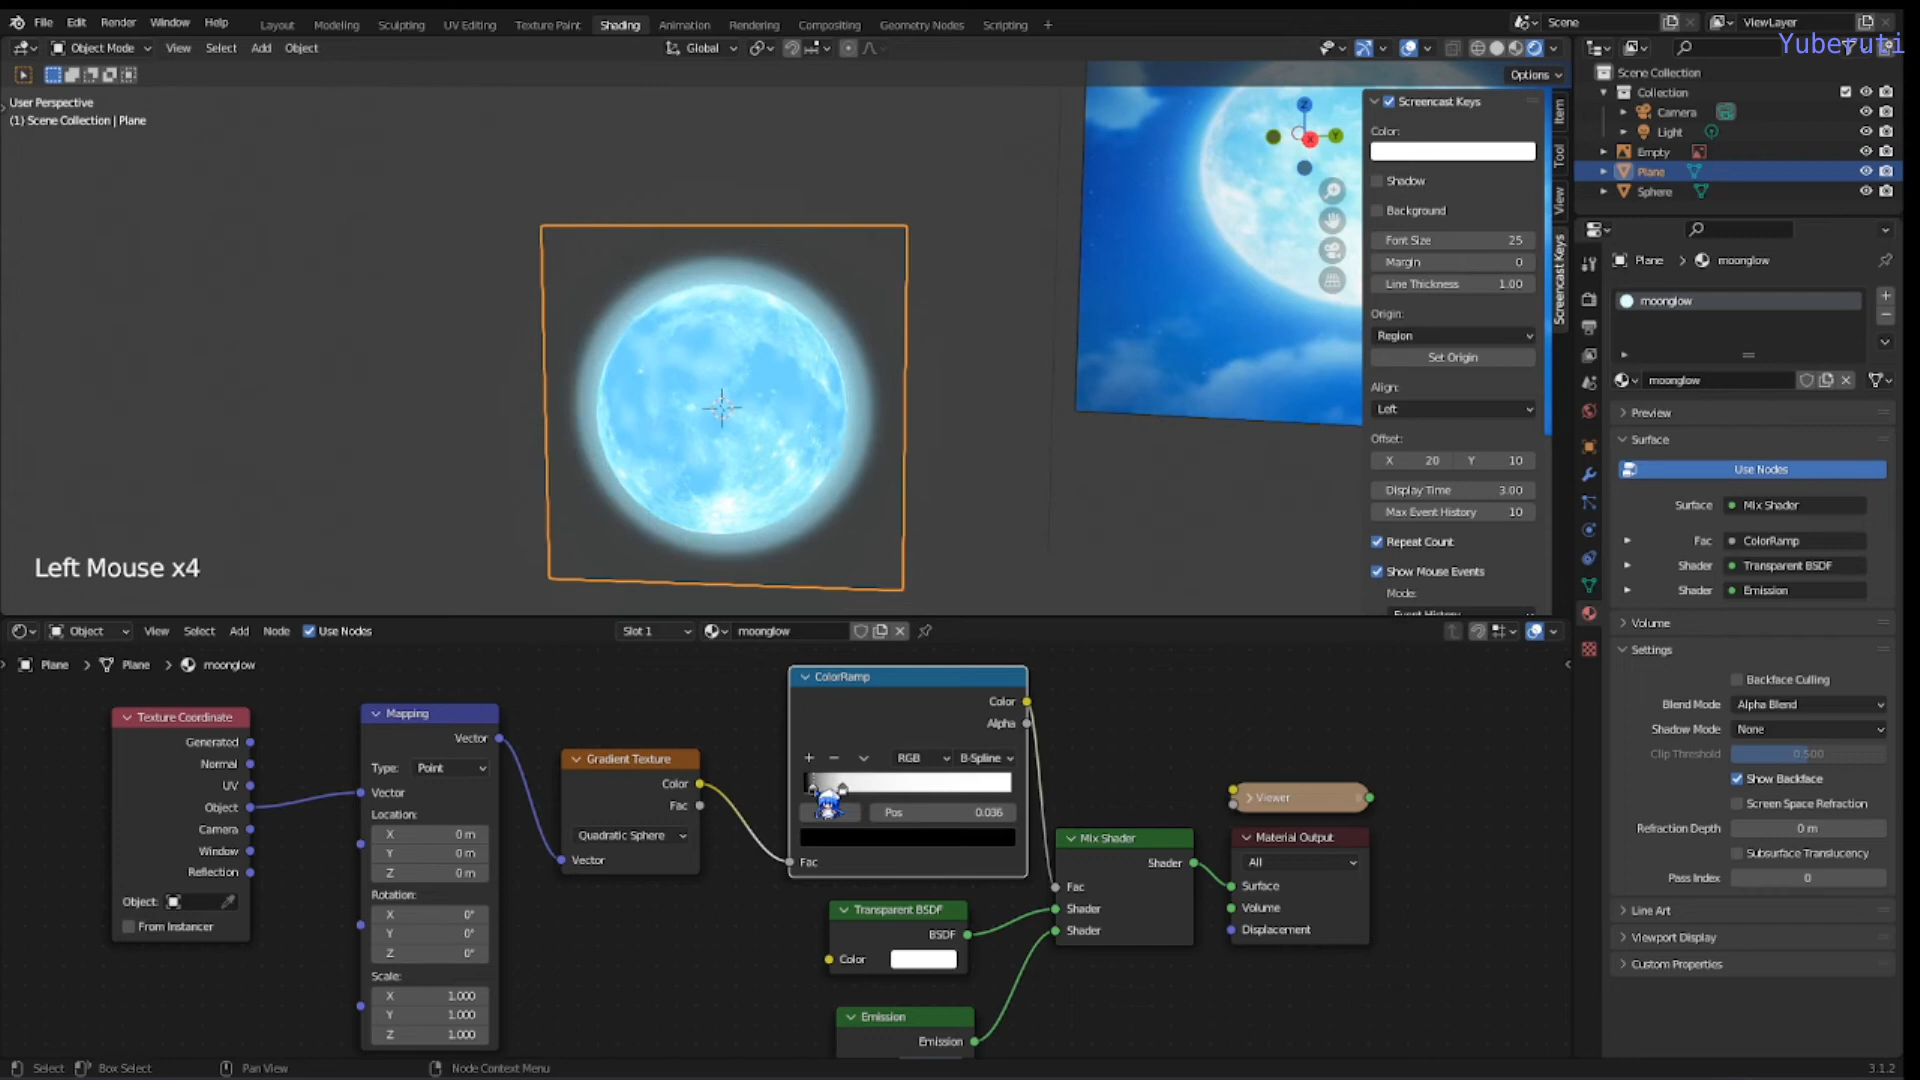 File Edit Render Window Help
Layout Modeling Sculpting UV Editing Texture Paint Shading Animation Rendering Compositing Geometry Nodes Scripting +
Scene
ViewLayer
Yuberuti
Object Mode View Select Add Object
Global
Options
User Perspective
(1) Scene Collection | Plane
Left Mouse x4
Screencast Keys
Color:
Shadow
Background
Font Size 25
Margin 0
Line Thickness 1.00
Origin:
Region
Set Origin
Align:
Left
Offset:
X 20 Y 10
Display Time 3.00
Max Event History 10
Repeat Count
Show Mouse Events
Mode:
Event History
Item
Tool
View
Screencast Keys
Z
Y
X
Scene Collection
Collection
Camera
Light
Empty
Plane
Sphere
Plane > moonglow
moonglow
moonglow
Preview
Surface
Use Nodes
Surface Mix Shader
Fac ColorRamp
Shader Transparent BSDF
Shader Emission
Volume
Settings
Backface Culling
Blend Mode Alpha Blend
Shadow Mode None
Clip Threshold 0.500
Show Backface
Screen Space Refraction
Refraction Depth 0 m
Subsurface Translucency
Pass Index 0
Line Art
Viewport Display
Custom Properties
Object View Select Add Node Use Nodes
Slot 1 moonglow
Plane > Plane > moonglow
Texture Coordinate
Generated
Normal
UV
Object
Camera
Window
Reflection
Object:
From Instancer
Mapping
Vector
Type: Point
Vector
Location:
X 0 m
Y 0 m
Z 0 m
Rotation:
X 0°
Y 0°
Z 0°
Scale:
X 1.000
Y 1.000
Z 1.000
Gradient Texture
Color
Fac
Quadratic Sphere
Vector
ColorRamp
Color
Alpha
+ − RGB B-Spline
Pos 0.036
Fac
Transparent BSDF
BSDF
Color
Emission
Emission
Mix Shader
Shader
Fac
Shader
Shader
Viewer
Material Output
All
Surface
Volume
Displacement
Select Box Select Pan View Node Context Menu
3.1.2